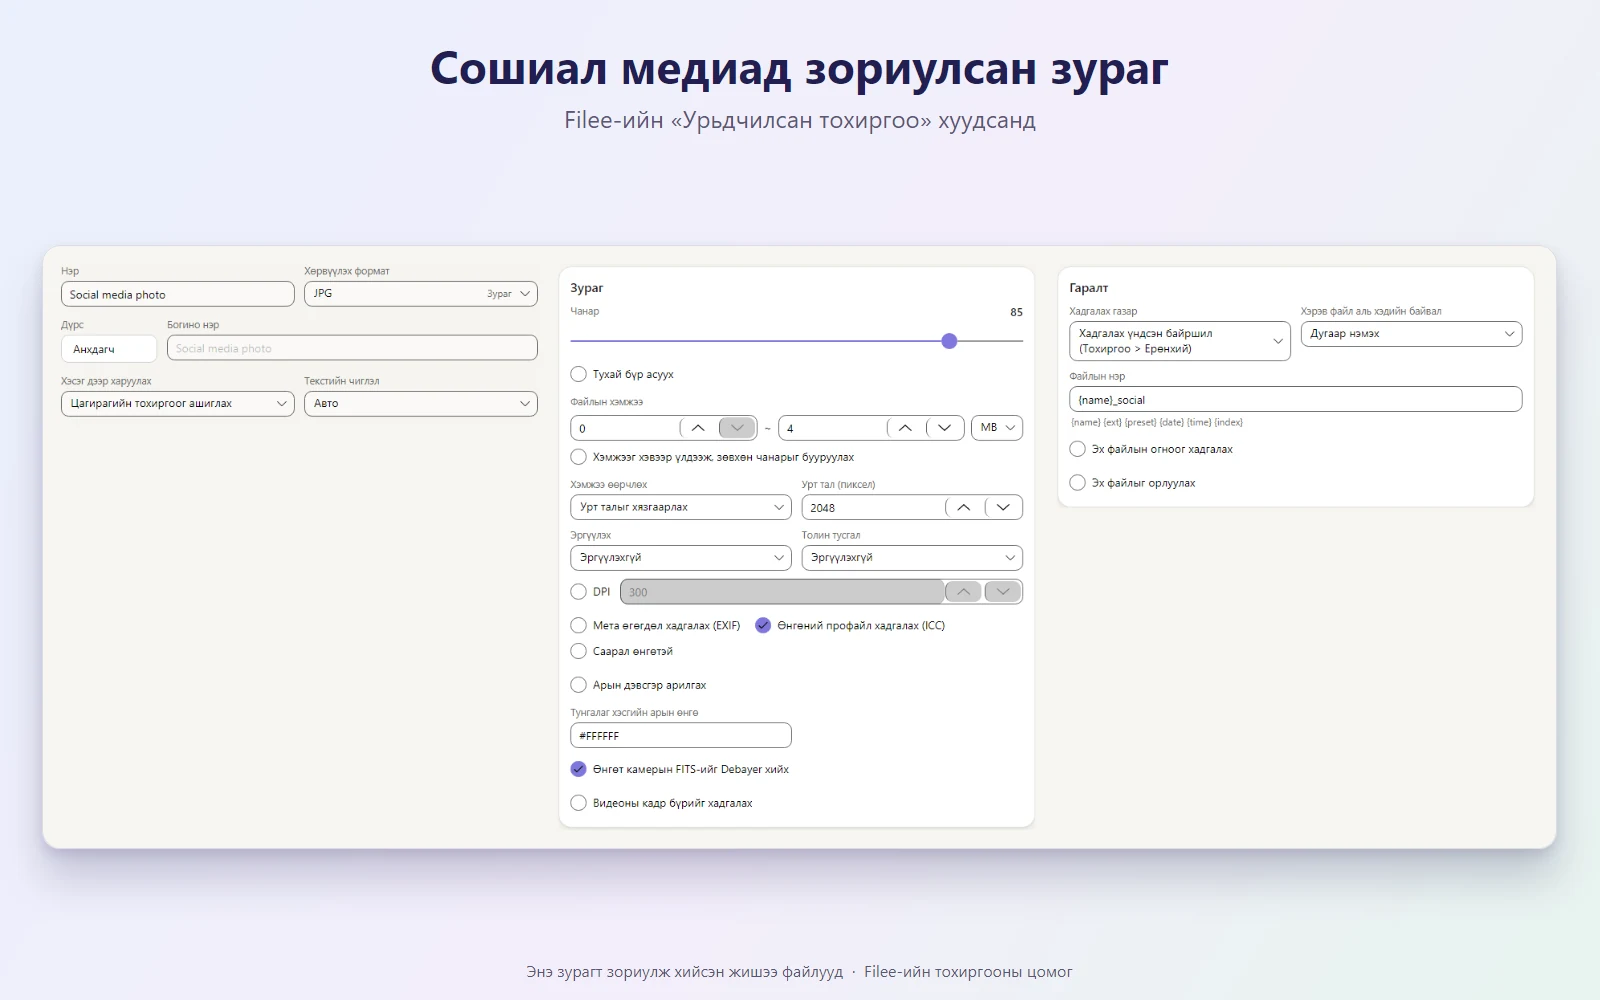 Сошиал медиад зориулсан зураг
Filee-ийн «Урьдчилсан тохиргоо» хуудсанд
Нэр
Social media photo
Хөрвүүлэх формат
JPG Зураг
Дүрс
Анхдагч
Богино нэр
Social media photo
Хэсэг дээр харуулах
Цагирагийн тохиргоог ашиглах
Текстийн чиглэл
Авто
Зураг
Чанар 85
Тухай бүр асуух
Файлын хэмжээ
0 ~ 4 MB
Хэмжээг хэвээр үлдээж, зөвхөн чанарыг бууруулах
Хэмжээ өөрчлөх
Урт талыг хязгаарлах
Урт тал (пиксел)
2048
Эргүүлэх
Эргүүлэхгүй
Толин тусгал
Эргүүлэхгүй
DPI 300
Мета өгөгдөл хадгалах (EXIF)
Өнгөний профайл хадгалах (ICC)
Саарал өнгөтэй
Арын дэвсгэр арилгах
Тунгалаг хэсгийн арын өнгө
#FFFFFF
Өнгөт камерын FITS-ийг Debayer хийх
Видеоны кадр бүрийг хадгалах
Гаралт
Хадгалах газар
Хадгалах үндсэн байршил
(Тохиргоо > Ерөнхий)
Хэрэв файл аль хэдийн байвал
Дугаар нэмэх
Файлын нэр
{name}_social
{name} {ext} {preset} {date} {time} {index}
Эх файлын огноог хадгалах
Эх файлыг орлуулах
Энэ зурагт зориулж хийсэн жишээ файлууд · Filee-ийн тохиргооны цомог